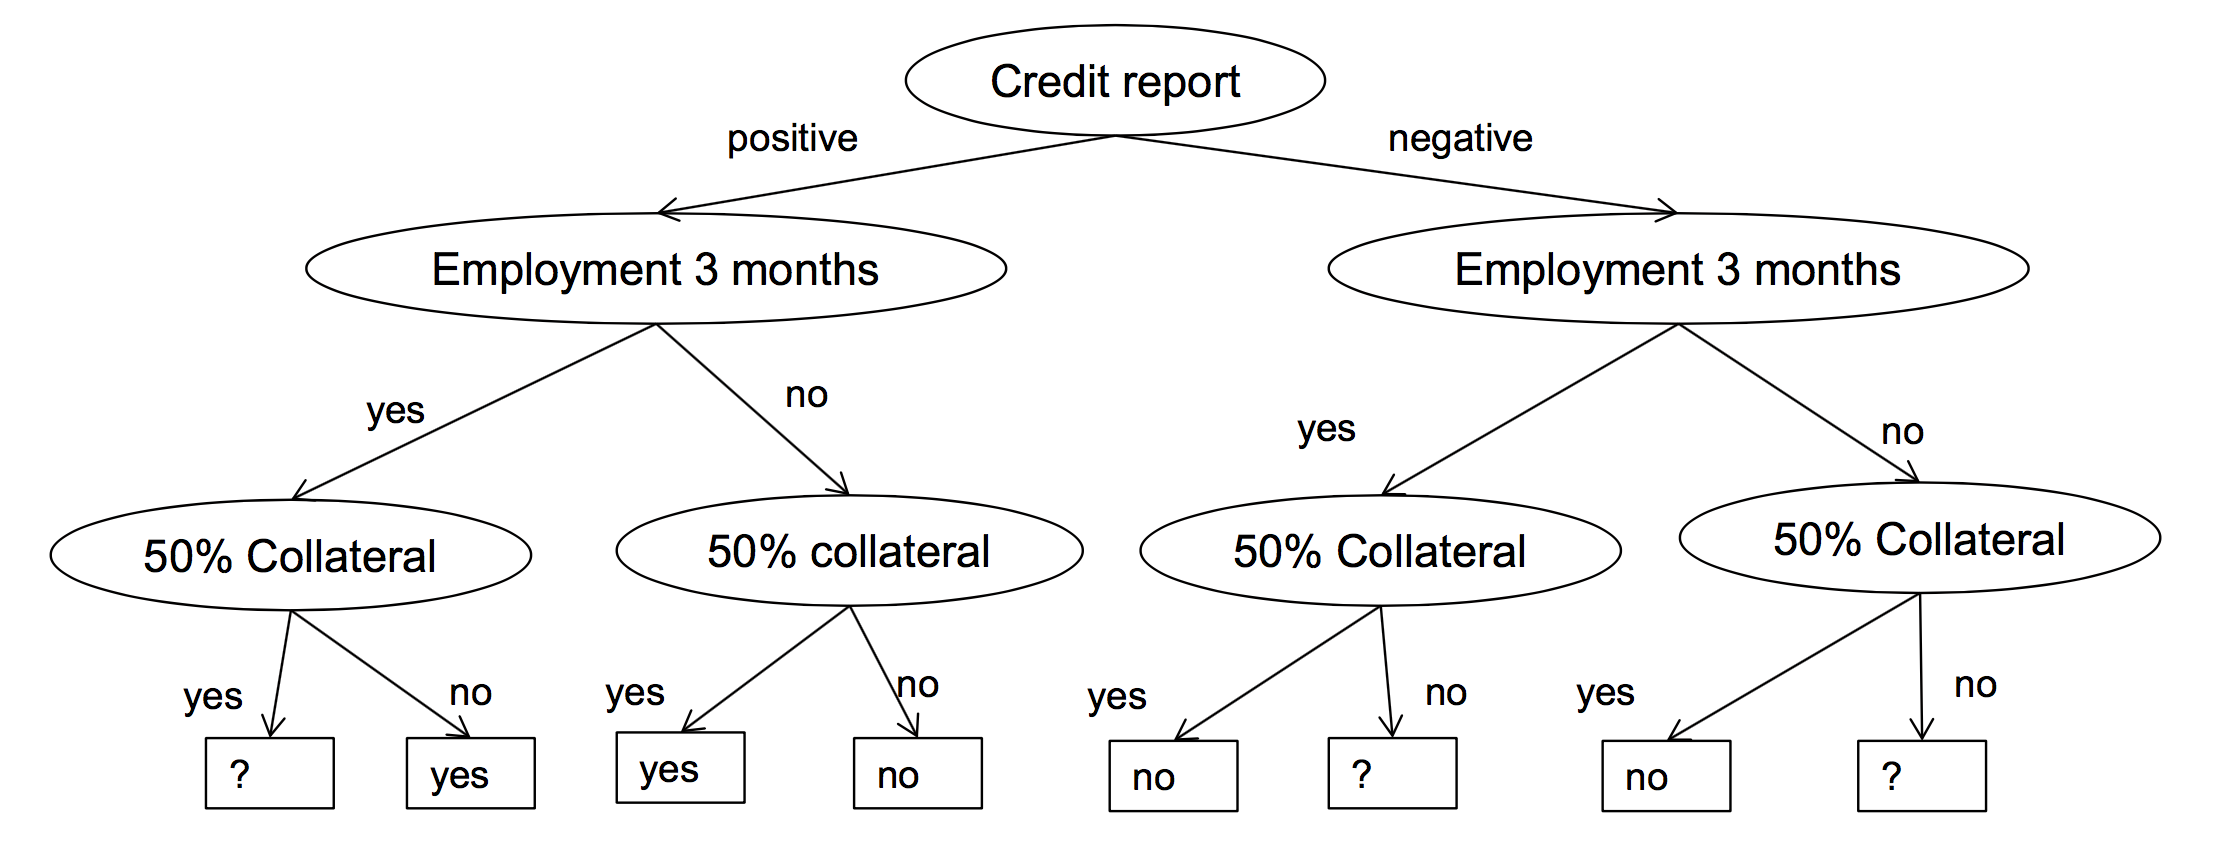 Credit report
positive
negative
Employment 3 months
Employment 3 months
yes
no
yes
no
50% Collateral
50% collateral
50% Collateral
50% Collateral
yes
no
yes
no
yes
no
yes
no
?
yes
yes
no
no
?
no
?